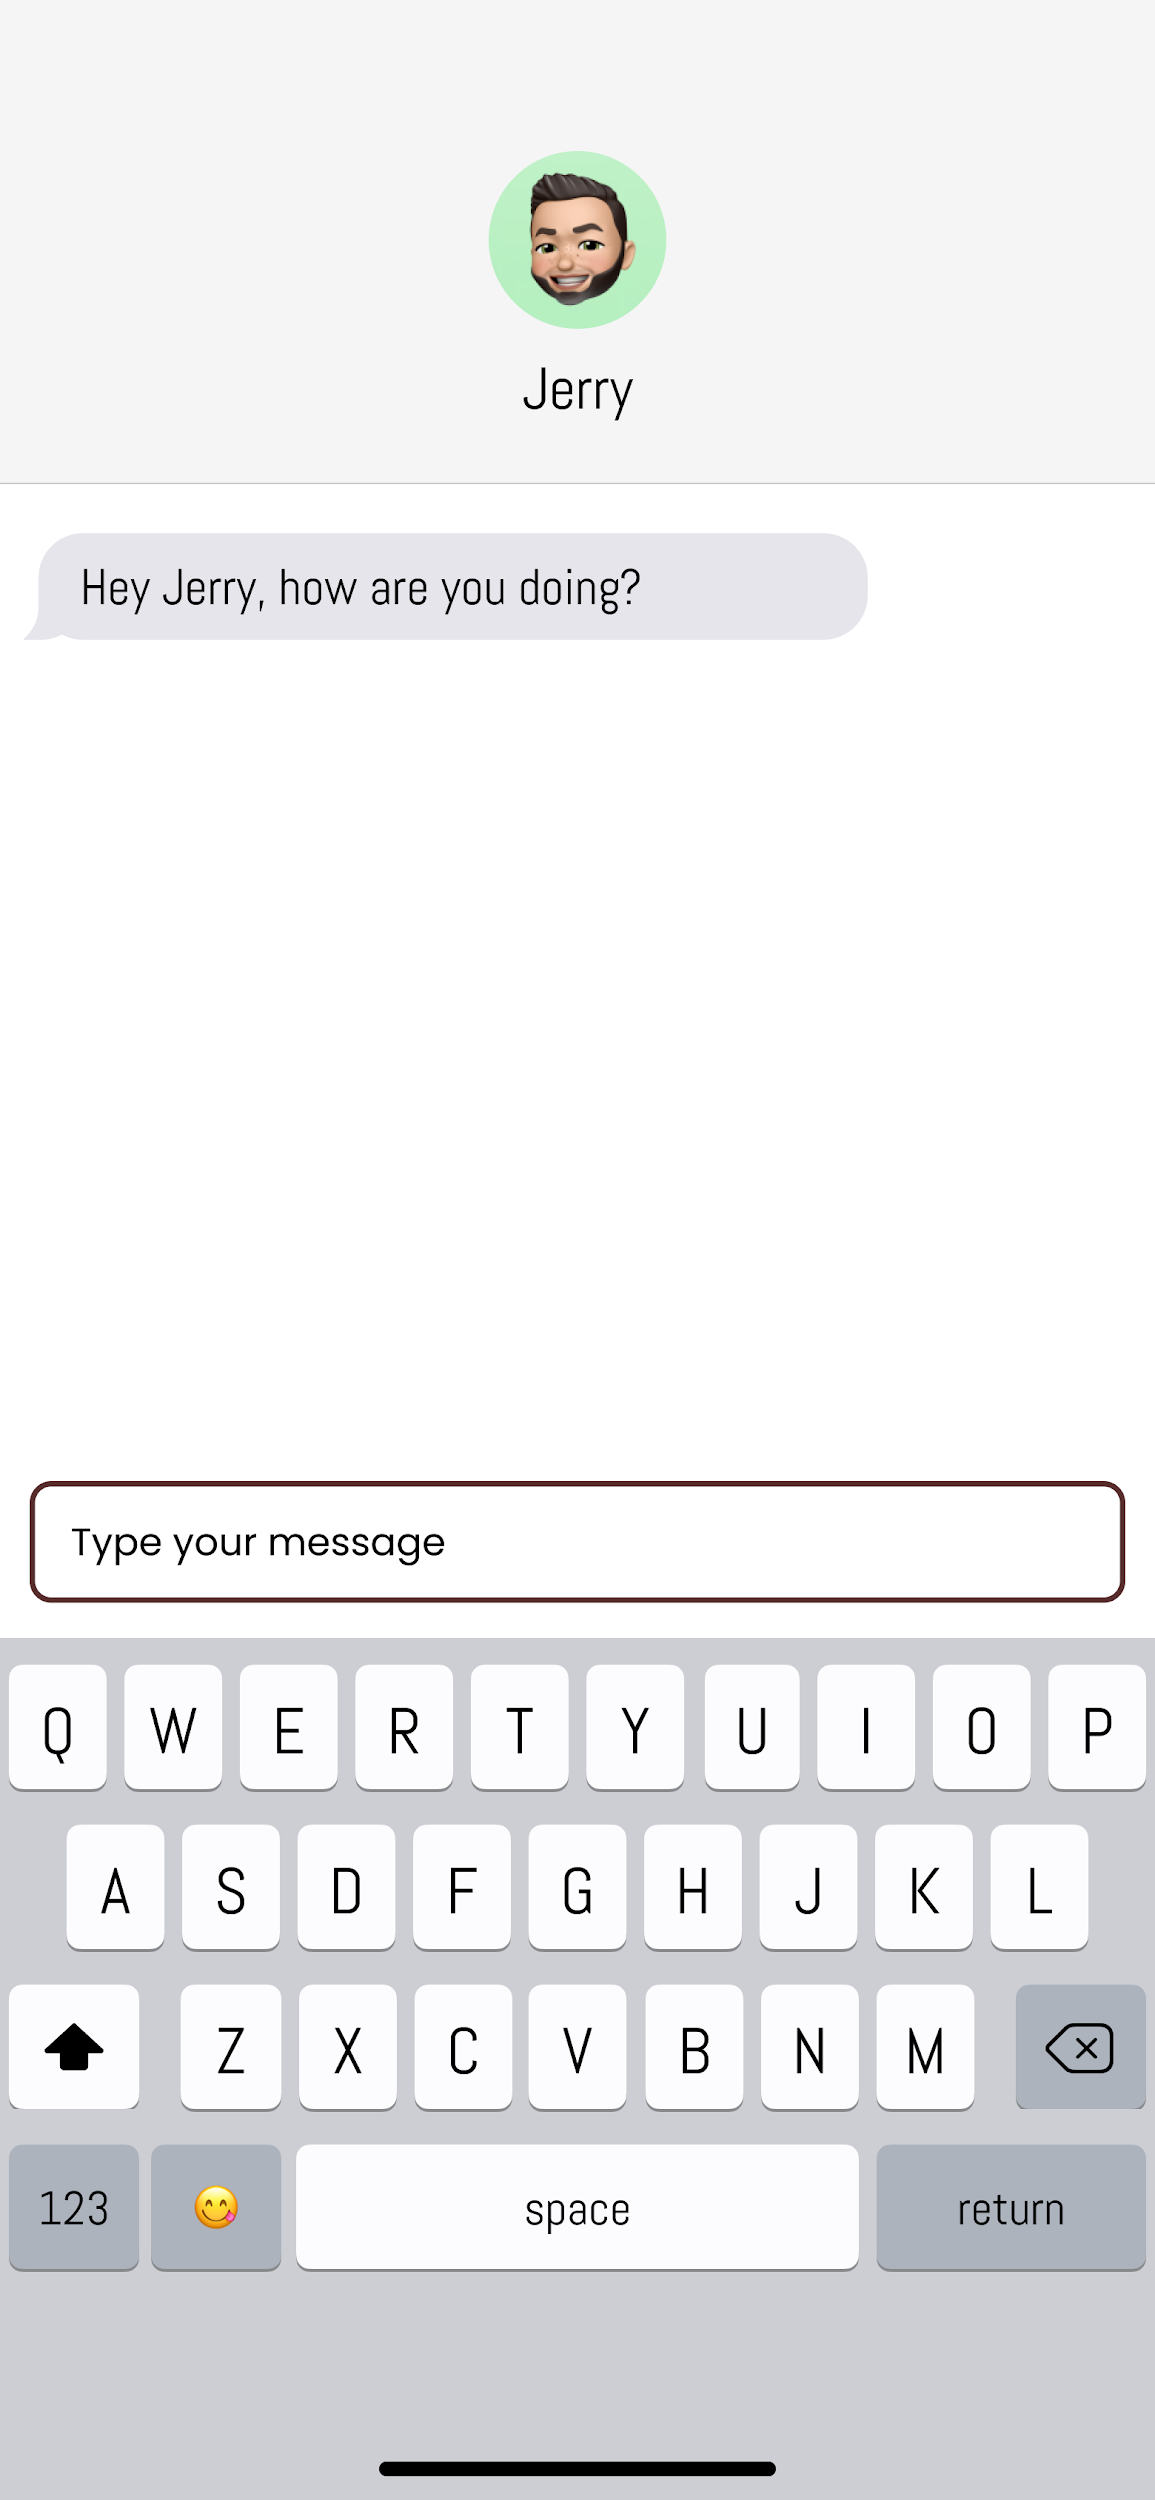 Jerry
Hey Jerry, how are you doing?
Type your message
Q W E R T Y U I O P
A S D F G H J K L
Z X C V B N M
123 space return